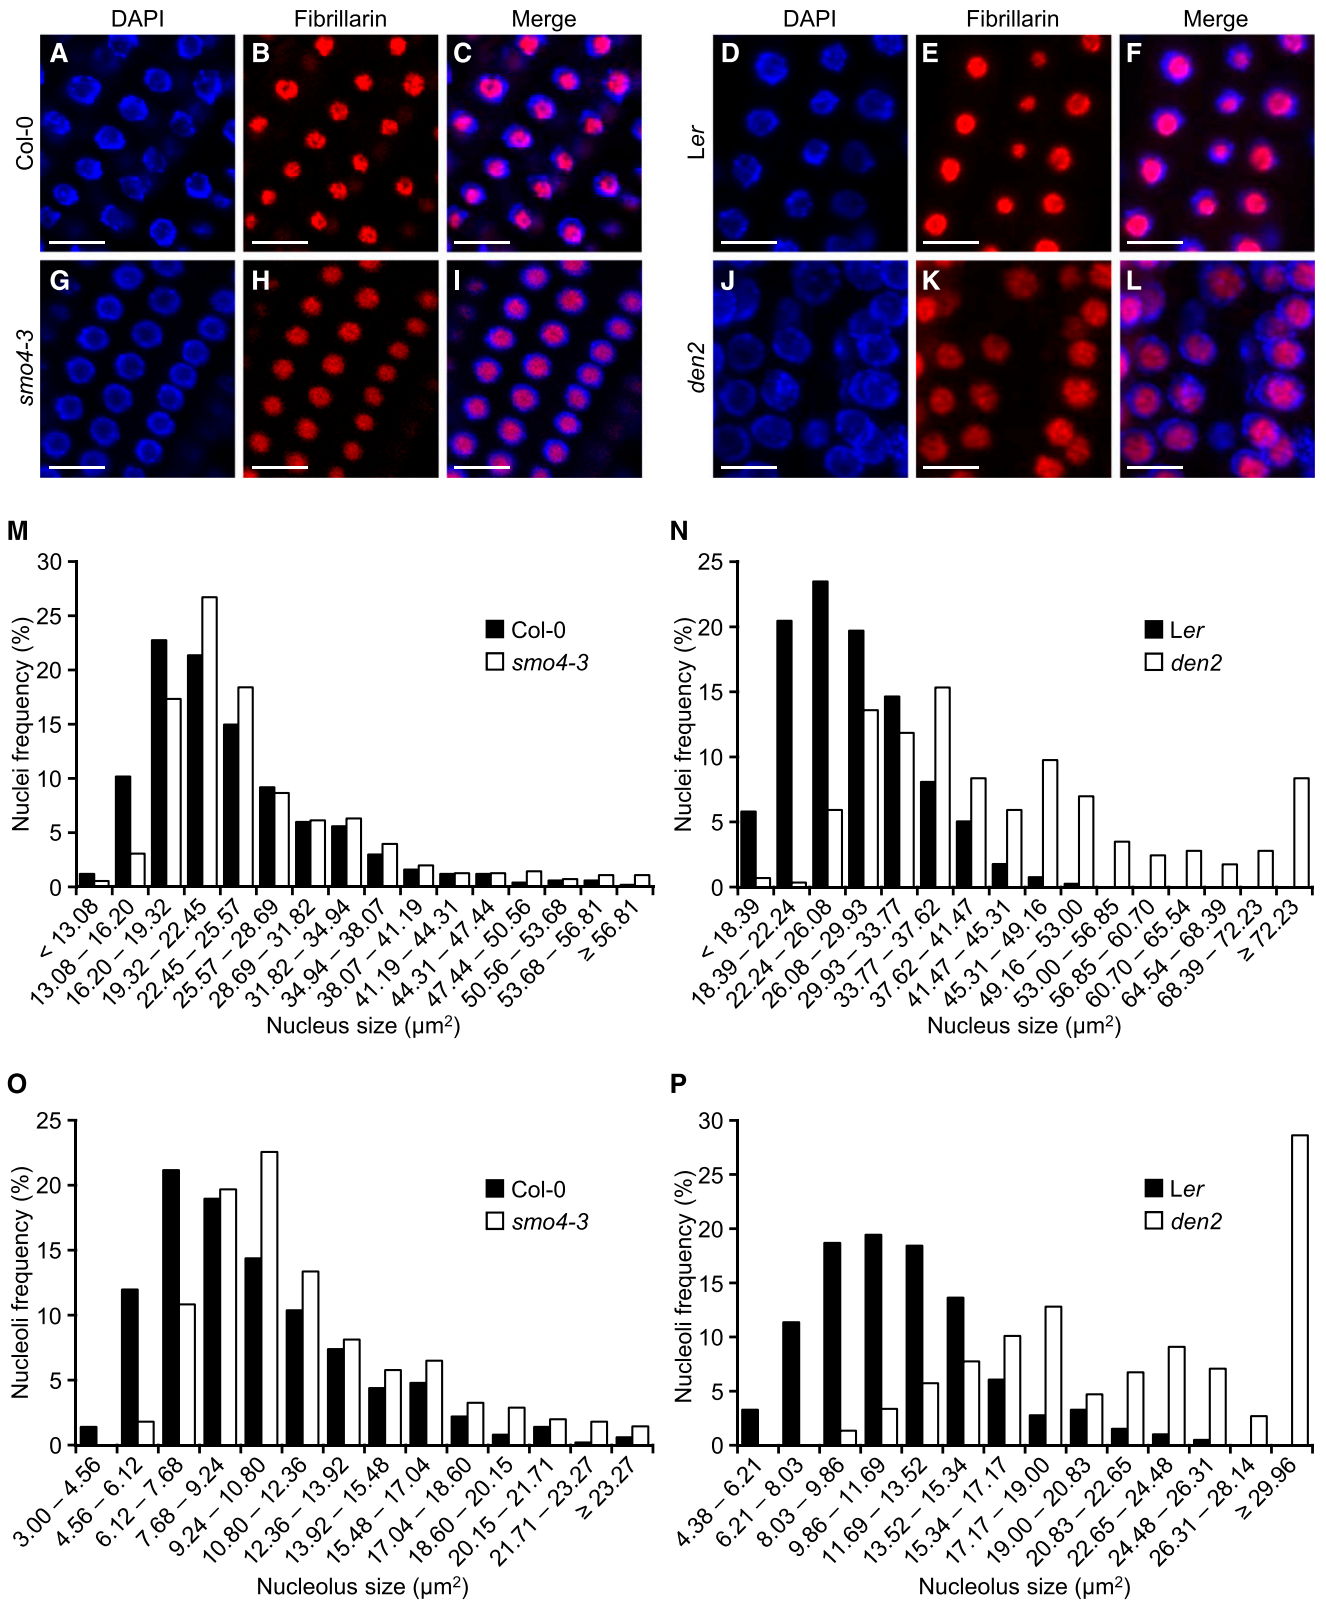 DAPI Fibrillarin Merge DAPI Fibrillarin Merge
A B C D E F
Col-0 Ler
G H I J K L
smo4-3 den2
M
30
25
20
15
10
5
0
Nuclei frequency (%)
Col-0
smo4-3
< 13.08
13.08 – 16.20
16.20 – 19.32
19.32 – 22.45
22.45 – 25.57
25.57 – 28.69
28.69 – 31.82
31.82 – 34.94
34.94 – 38.07
38.07 – 41.19
41.19 – 44.31
44.31 – 47.44
47.44 – 50.56
50.56 – 53.68
53.68 – 56.81
≥ 56.81
Nucleus size (µm²)
N
25
20
15
10
5
0
Nuclei frequency (%)
Ler
den2
< 18.39
18.39 – 22.24
22.24 – 26.08
26.08 – 29.93
29.93 – 33.77
33.77 – 37.62
37.62 – 41.47
41.47 – 45.31
45.31 – 49.16
49.16 – 53.00
53.00 – 56.85
56.85 – 60.70
60.70 – 65.54
64.54 – 68.39
68.39 – 72.23
≥ 72.23
Nucleus size (µm²)
O
25
20
15
10
5
0
Nucleoli frequency (%)
Col-0
smo4-3
3.00 – 4.56
4.56 – 6.12
6.12 – 7.68
7.68 – 9.24
9.24 – 10.80
10.80 – 12.36
12.36 – 13.92
13.92 – 15.48
15.48 – 17.04
17.04 – 18.60
18.60 – 20.15
20.15 – 21.71
21.71 – 23.27
≥ 23.27
Nucleolus size (µm²)
P
30
25
20
15
10
5
0
Nucleoli frequency (%)
Ler
den2
4.38 – 6.21
6.21 – 8.03
8.03 – 9.86
9.86 – 11.69
11.69 – 13.52
13.52 – 15.34
15.34 – 17.17
17.17 – 19.00
19.00 – 20.83
20.83 – 22.65
22.65 – 24.48
24.48 – 26.31
26.31 – 28.14
≥ 29.96
Nucleolus size (µm²)